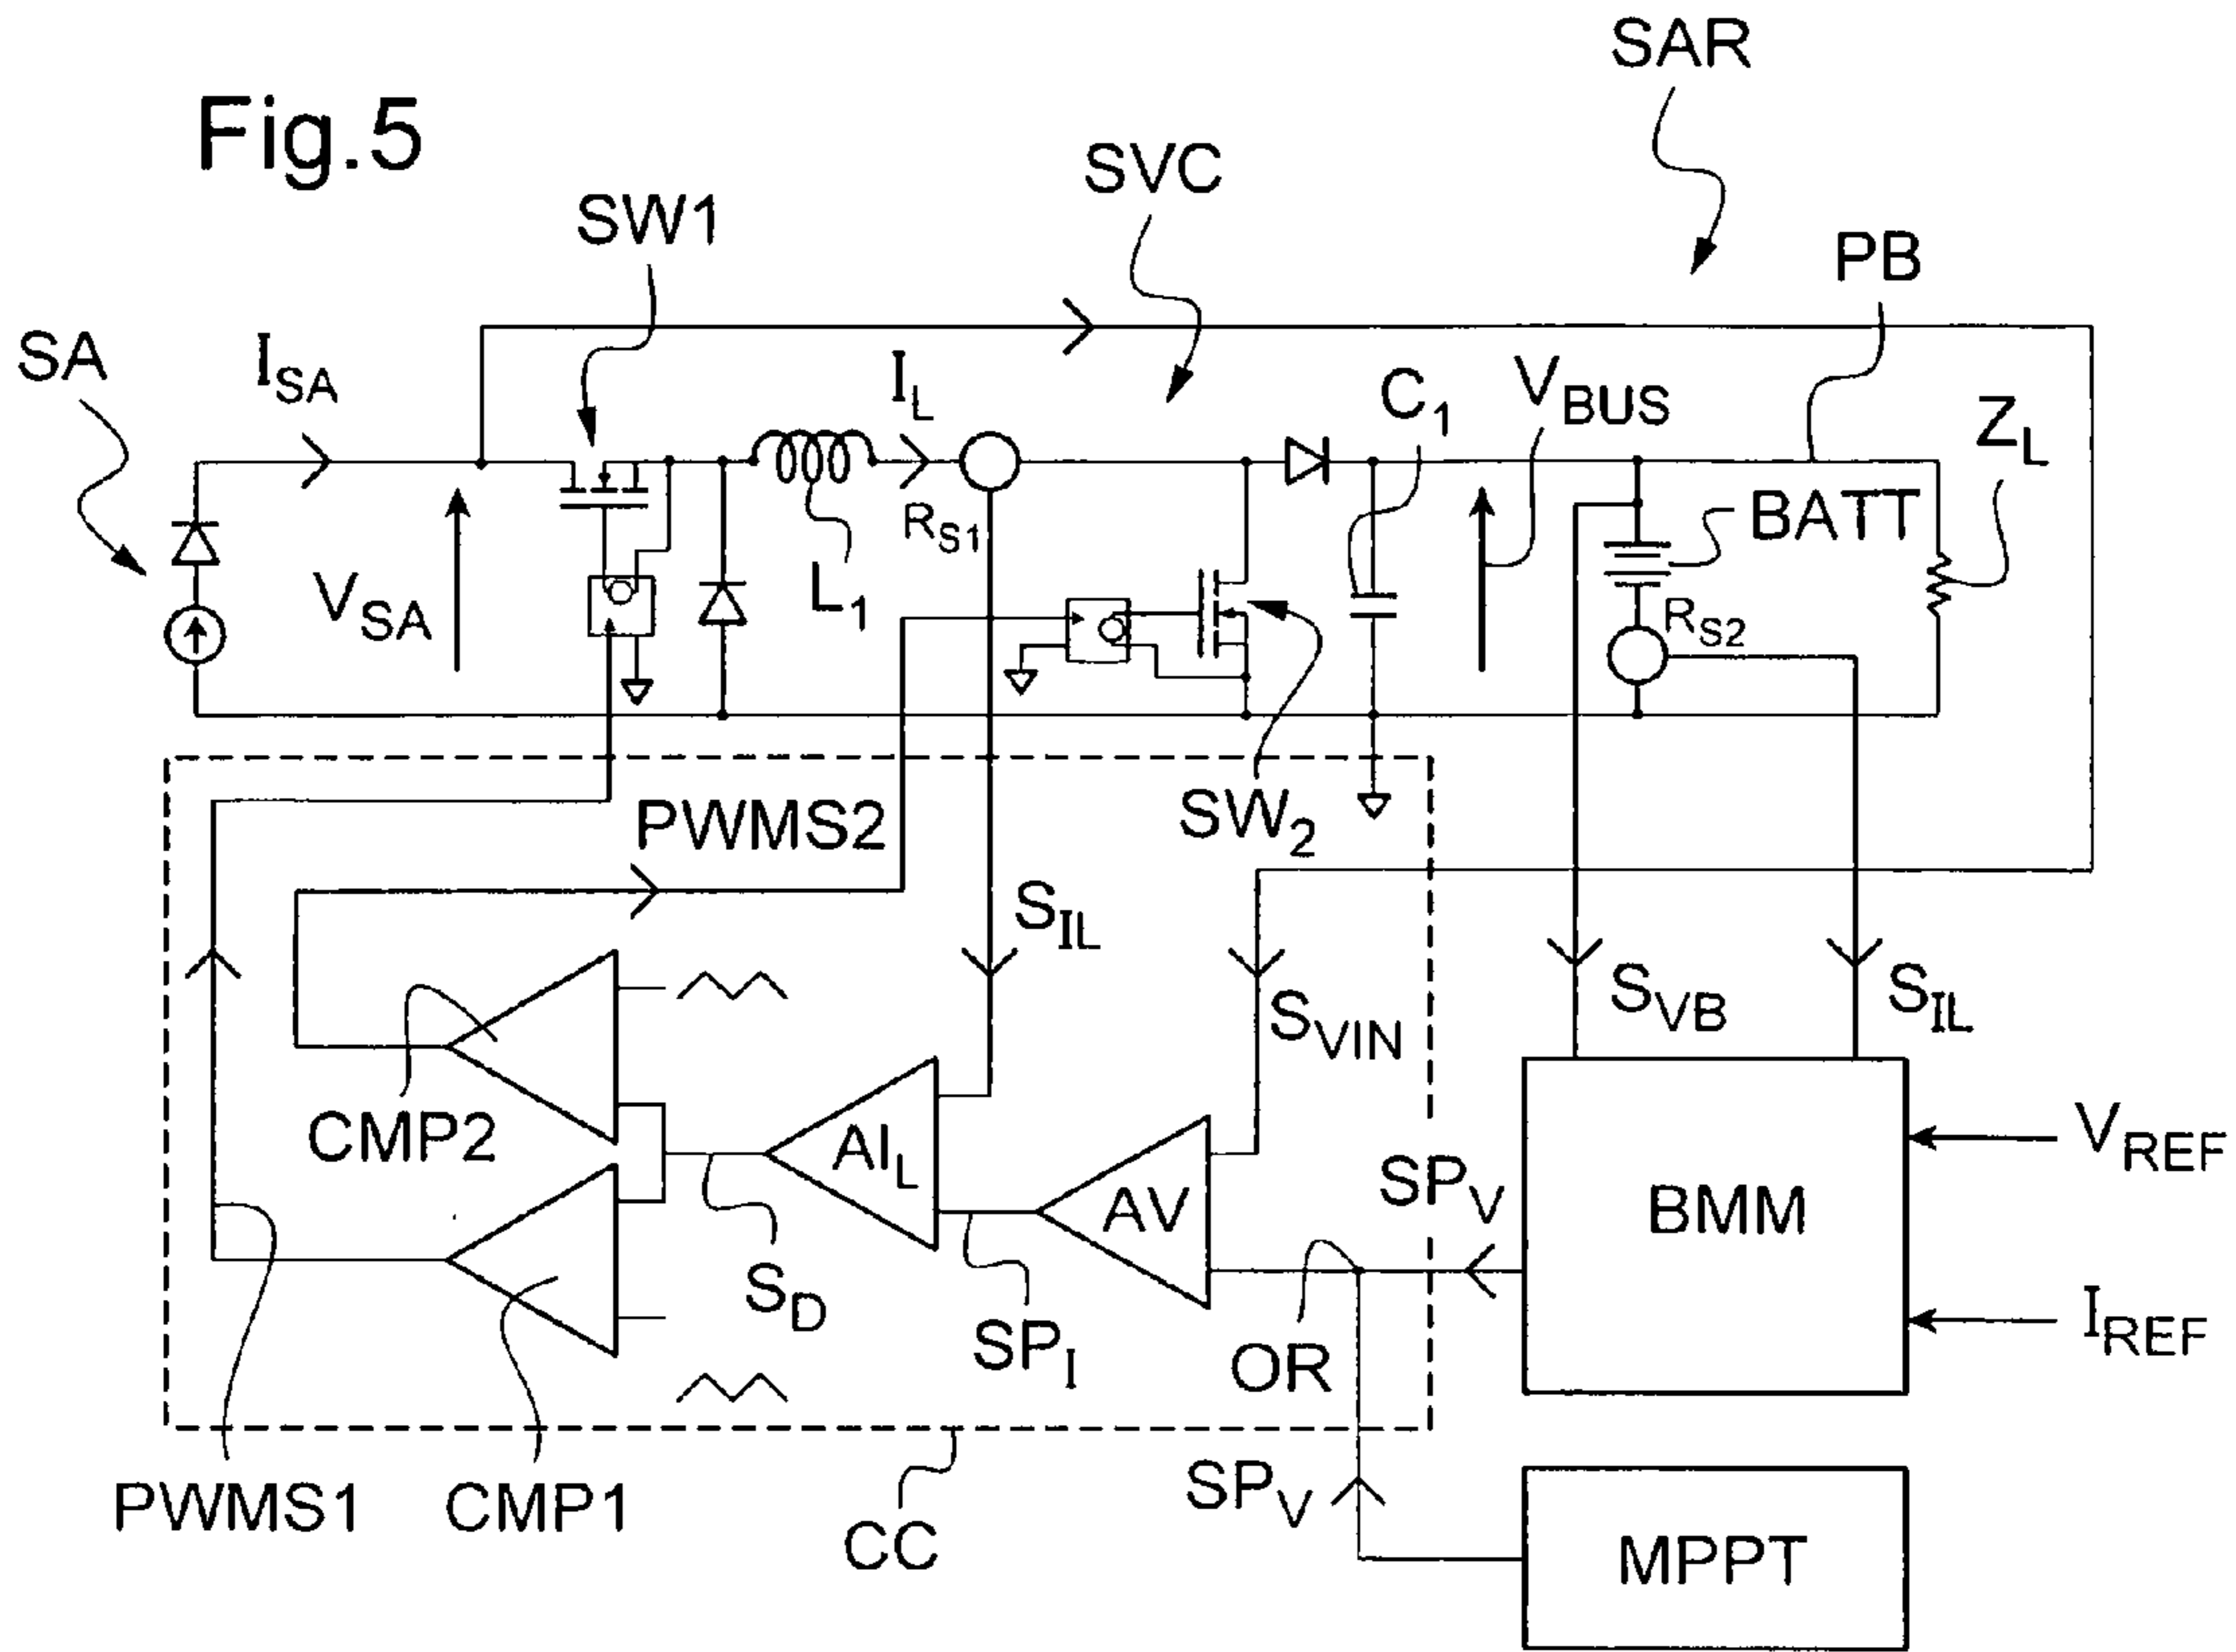 SAR
Fig.5
SVC
SW1
PB
SA
I_SA
I_L
C_1
V_BUS
Z_L
R_S1
BATT
V_SA
L_1
R_S2
PWMS2
SW_2
S_IL
S_VB
S_IL
S_VIN
CMP2
AI_L
V_REF
SP_V
AV
BMM
S_D
SP_I
OR
I_REF
PWMS1
CMP1
CC
SP_V
MPPT